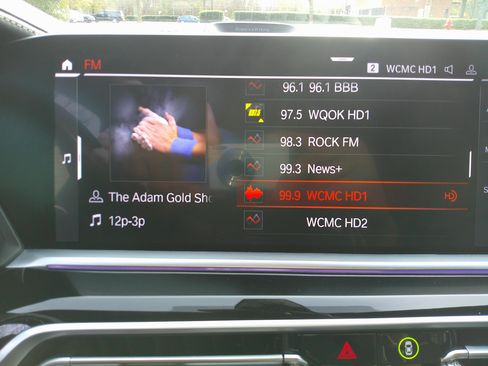 FM
2 WCMC HD1
96.1 96.1 BBB
97.5 WQOK HD1
98.3 ROCK FM
99.3 News+
99.9 WCMC HD1
WCMC HD2
The Adam Gold Sho
12p-3p